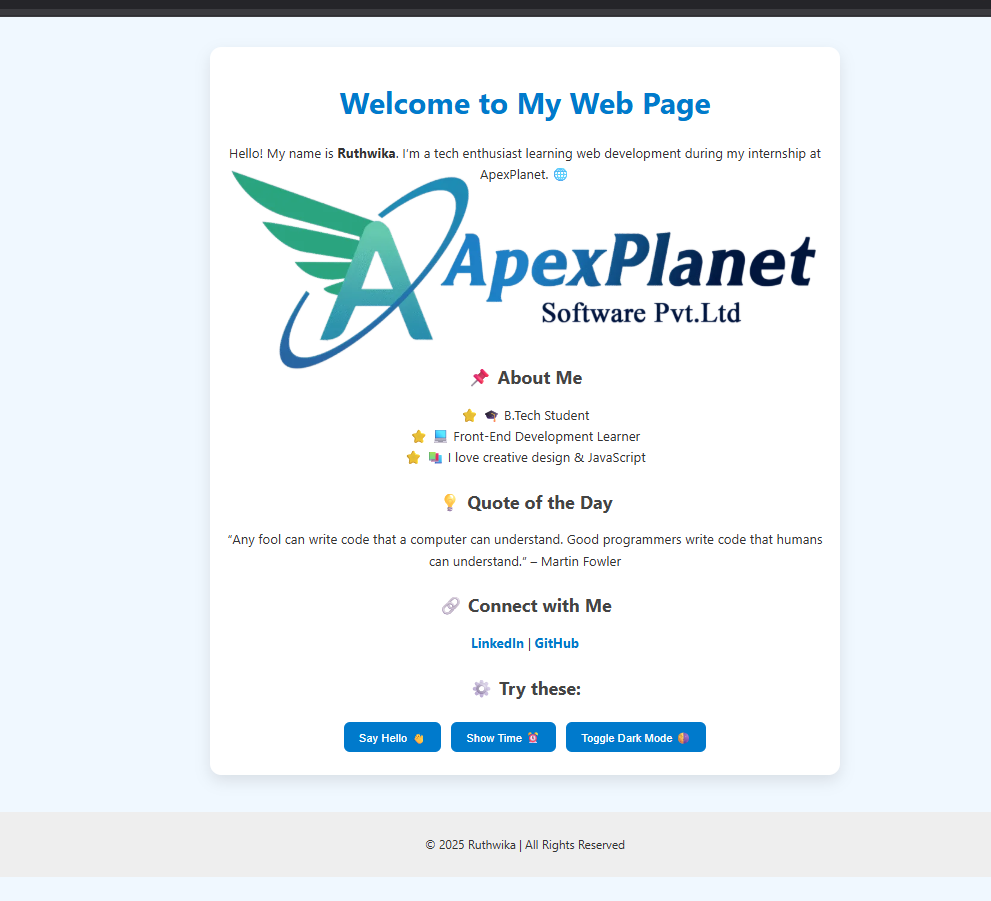 Welcome to My Web Page
Hello! My name is Ruthwika. I'm a tech enthusiast learning web development during my internship at
ApexPlanet. 🌐
ApexPlanet
Software Pvt.Ltd
📌 About Me
⭐ 🎓 B.Tech Student
⭐ 💻 Front-End Development Learner
⭐ 📚 I love creative design & JavaScript
💡 Quote of the Day
“Any fool can write code that a computer can understand. Good programmers write code that humans
can understand.” – Martin Fowler
🔗 Connect with Me
LinkedIn | GitHub
⚙️ Try these:
Say Hello 👋 Show Time ⏰ Toggle Dark Mode 🎨
© 2025 Ruthwika | All Rights Reserved